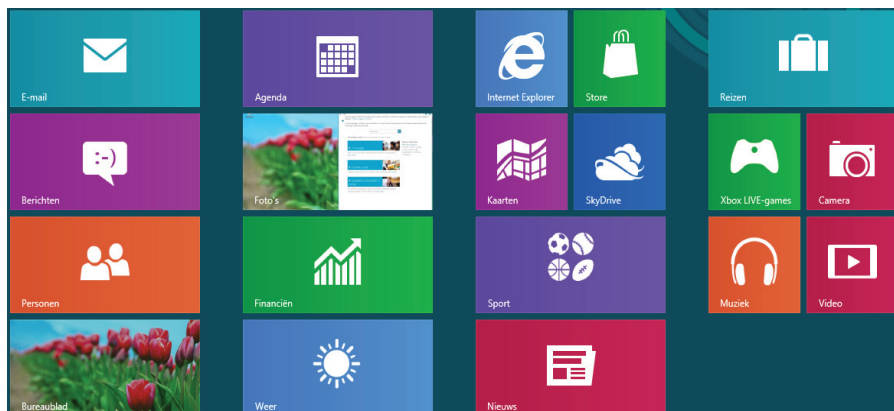 E-mail
Agenda
Internet Explorer
Store
Reizen
Berichten
Foto's
Kaarten
SkyDrive
Xbox LIVE-games
Camera
Personen
Financiën
Sport
Muziek
Video
Bureaublad
Weer
Nieuws